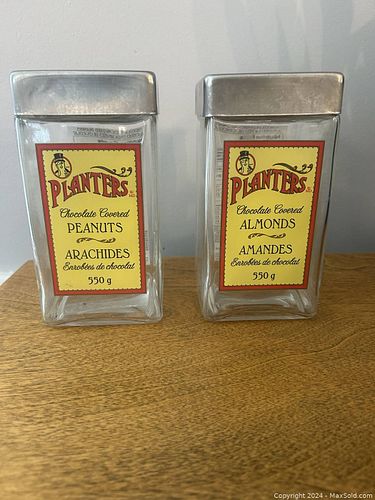 PLANTERS
Chocolate Covered
PEANUTS
ARACHIDES
Enrobées de chocolat
550 g
PLANTERS
Chocolate Covered
ALMONDS
AMANDES
Enrobées de chocolat
550 g
Copyright 2024 - MaxSold.com